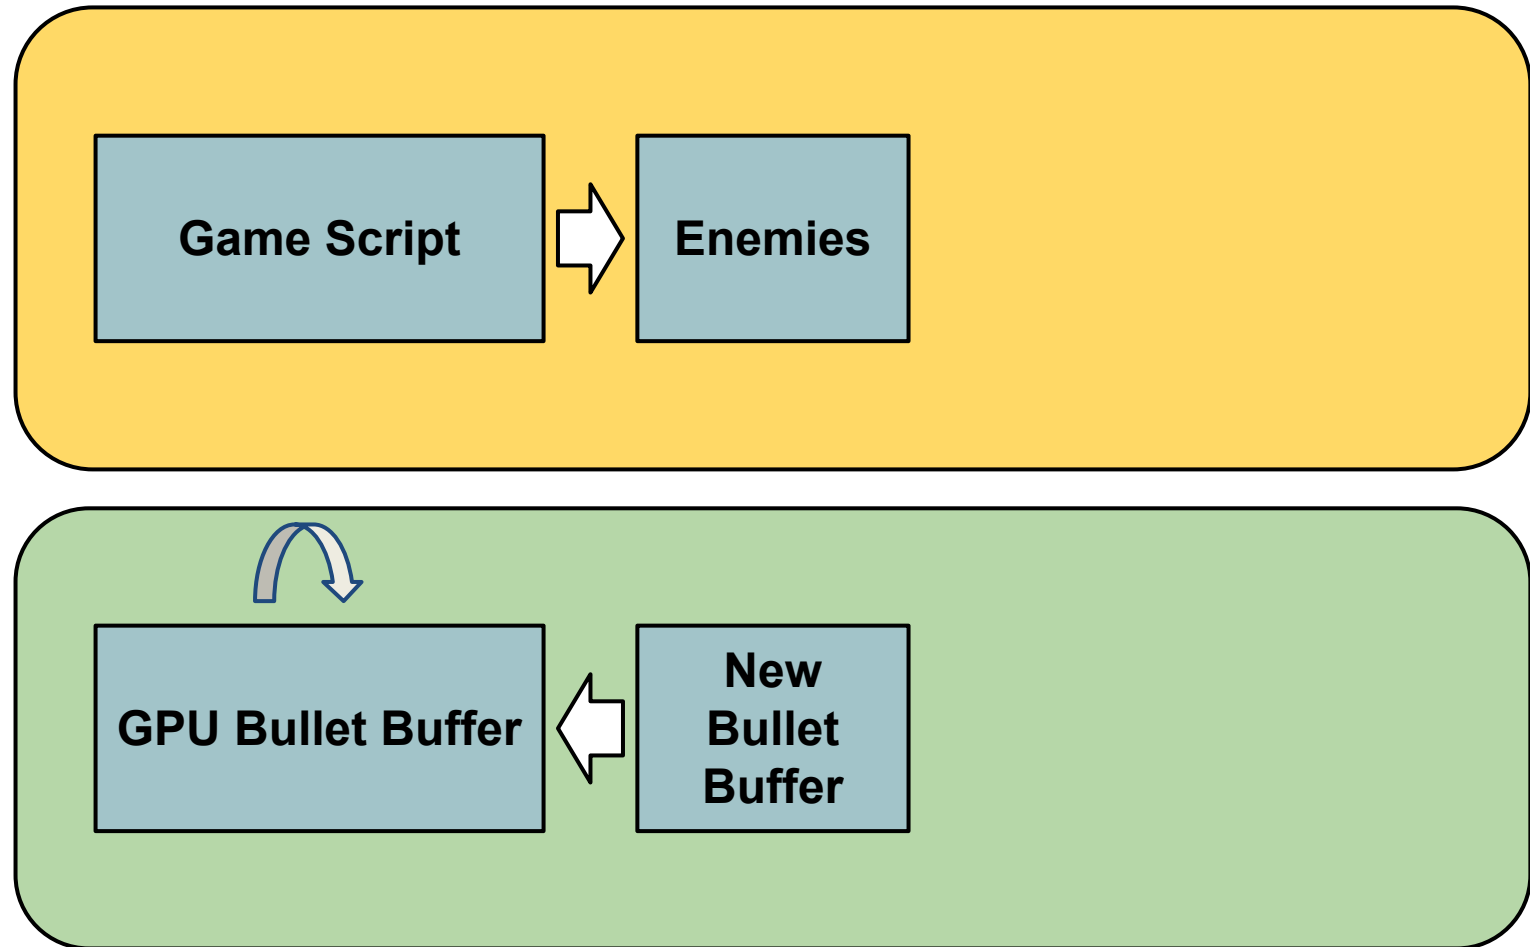 Game Script
Enemies
GPU Bullet Buffer
New
Bullet
Buffer